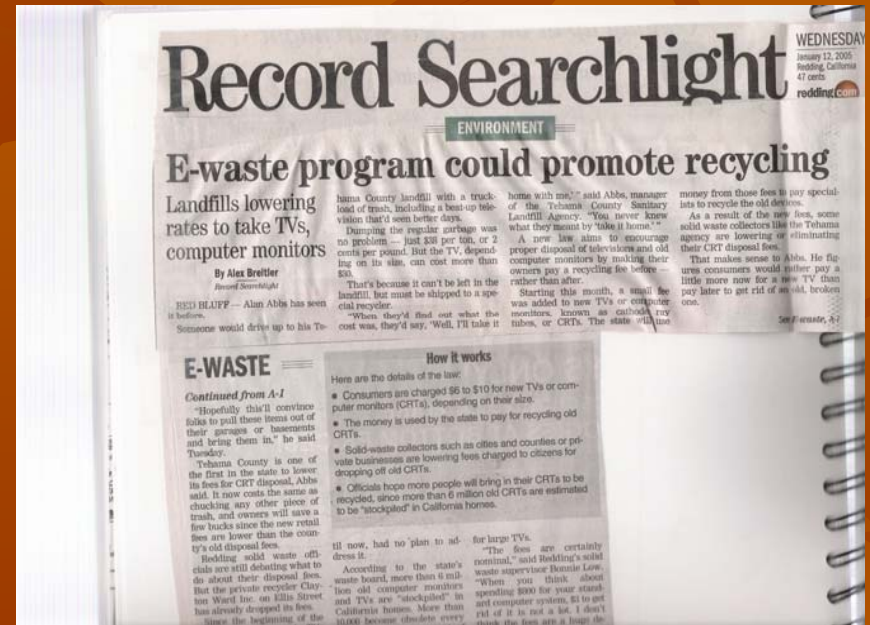 Record Searchlight
WEDNESDAY
January 12, 2005
Redding, California
47 cents
redding.com
ENVIRONMENT
E-waste program could promote recycling
Landfills lowering
rates to take TVs,
computer monitors
By Alex Breitler
Record Searchlight
RED BLUFF — Alan Abbs has seen
it before.
Someone would drive up to his Te-
hama County landfill with a truck-
load of trash, including a beat-up tele-
vision that'd seen better days.
Dumping the regular garbage was
no problem — just $38 per ton, or 2
cents per pound. But the TV, depend-
ing on its size, can cost more than
$30.
That's because it can't be left in the
landfill, but must be shipped to a spe-
cial recycler.
"When they'd find out what the
cost was, they'd say, 'Well, I'll take it
home with me,' " said Abbs, manager
of the Tehama County Sanitary
Landfill Agency. "You never knew
what they meant by 'take it home.' "
A new law aims to encourage
proper disposal of televisions and old
computer monitors by making their
owners pay a recycling fee before —
rather than after.
Starting this month, a small fee
was added to new TVs or computer
monitors, known as cathode ray
tubes, or CRTs. The state will use
money from those fees to pay special-
ists to recycle the old devices.
As a result of the new fees, some
solid waste collectors like the Tehama
agency are lowering or eliminating
their CRT disposal fees.
That makes sense to Abbs. He fig-
ures consumers would rather pay a
little more now for a new TV than
pay later to get rid of an old, broken
one.
See E-waste, A-7
E-WASTE
Continued from A-1
"Hopefully this'll convince
folks to pull these items out of
their garages or basements
and bring them in," he said
Tuesday.
Tehama County is one of
the first in the state to lower
its fees for CRT disposal, Abbs
said. It now costs the same as
chucking any other piece of
trash, and owners will save a
few bucks since the new retail
fees are lower than the coun-
ty's old disposal fees.
Redding solid waste offi-
cials are still debating what to
do about their disposal fees.
But the private recycler Clay-
ton Ward Inc. on Ellis Street
has already dropped its fees.
Since the beginning of the
How it works
Here are the details of the law:
● Consumers are charged $6 to $10 for new TVs or com-
puter monitors (CRTs), depending on their size.
● The money is used by the state to pay for recycling old
CRTs.
● Solid-waste collectors such as cities and counties or pri-
vate businesses are lowering fees charged to citizens for
dropping off old CRTs.
● Officials hope more people will bring in their CRTs to be
recycled, since more than 6 million old CRTs are estimated
to be "stockpiled" in California homes.
til now, had no plan to ad-
dress it.
According to the state's
waste board, more than 6 mil-
lion old computer monitors
and TVs are "stockpiled" in
California homes. More than
10,000 become obsolete every
for large TVs.
"The fees are certainly
nominal," said Redding's solid
waste supervisor Bonnie Low.
"When you think about
spending $800 for your stand-
ard computer system, $3 to get
rid of it is not a lot. I don't
think the fees are a huge de-